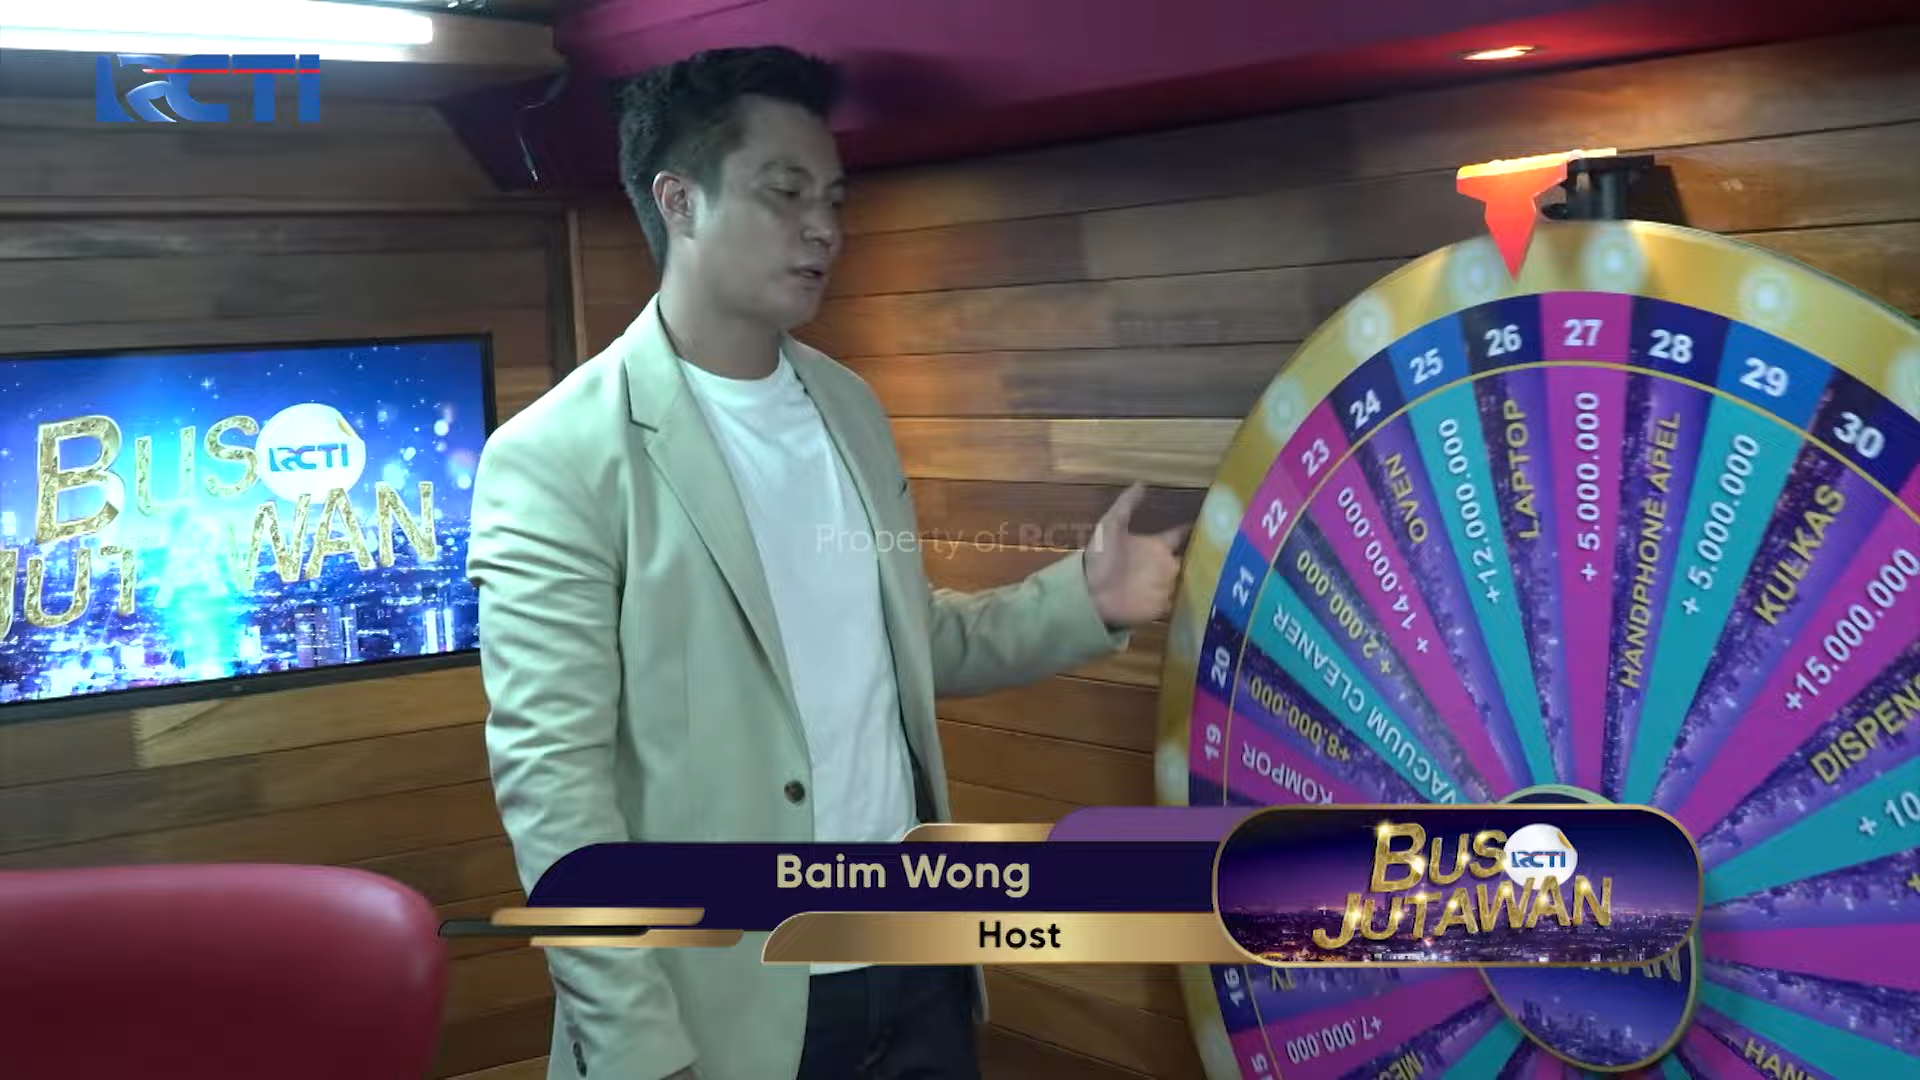 RCTI
BUS
RCTI
JUTAWAN
Property of RCTI
19 KOMPOR
20 +8.000.000
21 VACUUM CLEANER
22 + 2.000.000
23 + 14.000.000
24 OVEN
25 +12.000.000
26 LAPTOP
27 + 5.000.000
28 HANDPHONE APEL
29 + 5.000.000
30 KULKAS
+15.000.000
+7.000.000
16 TV
Baim Wong
Host
BUS
RCTI
JUTAWAN